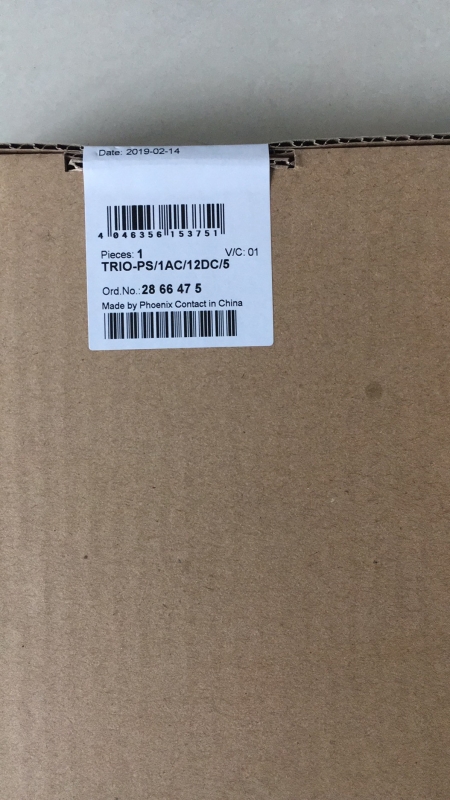 Date: 2019-02-14
4 046356 153751
Pieces: 1 V/C: 01
TRIO-PS/1AC/12DC/5
Ord.No.: 28 66 47 5
Made by Phoenix Contact in China